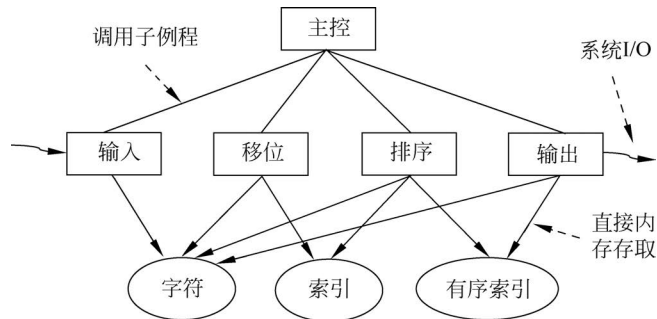 主控
调用子例程
系统I/O
输入
移位
排序
输出
直接内
存存取
字符
索引
有序索引